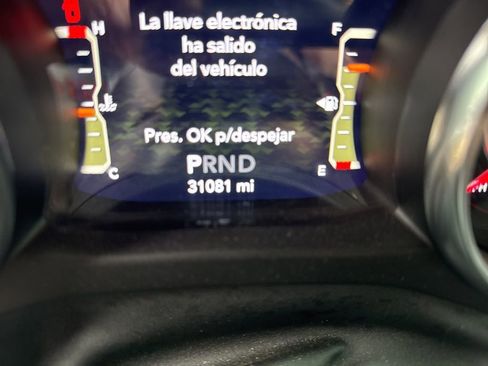 H
F
La llave electrónica
ha salido
del vehículo
Pres. OK p/despejar
C
PRND
E
31081 mi
H